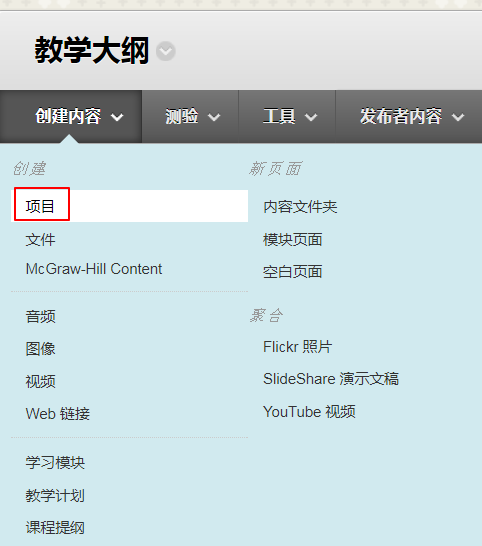 教学大纲
创建内容 测验 工具 发布者内容
创建
项目
文件
McGraw-Hill Content
音频
图像
视频
Web 链接
学习模块
教学计划
课程提纲
新页面
内容文件夹
模块页面
空白页面
聚合
Flickr 照片
SlideShare 演示文稿
YouTube 视频